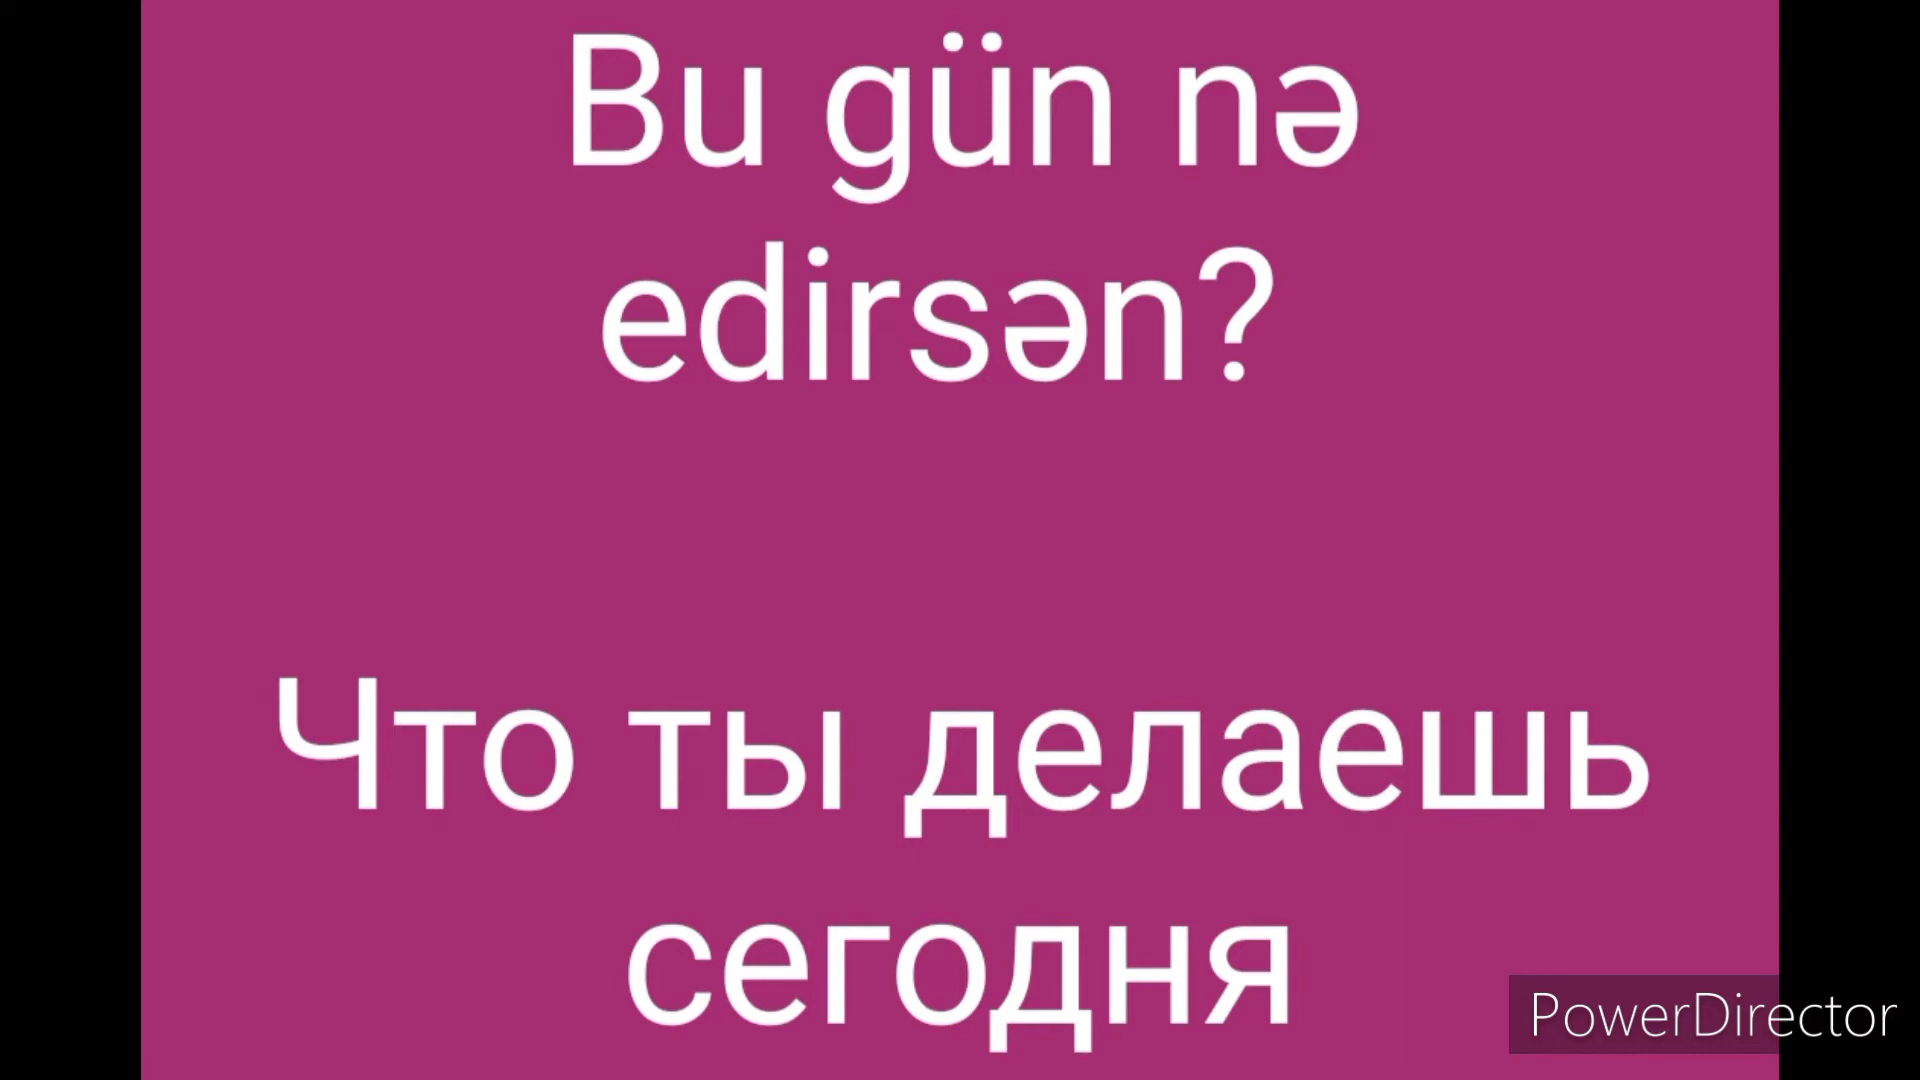 Bu gün nə
edirsən?
Что ты делаешь
сегодня
PowerDirector